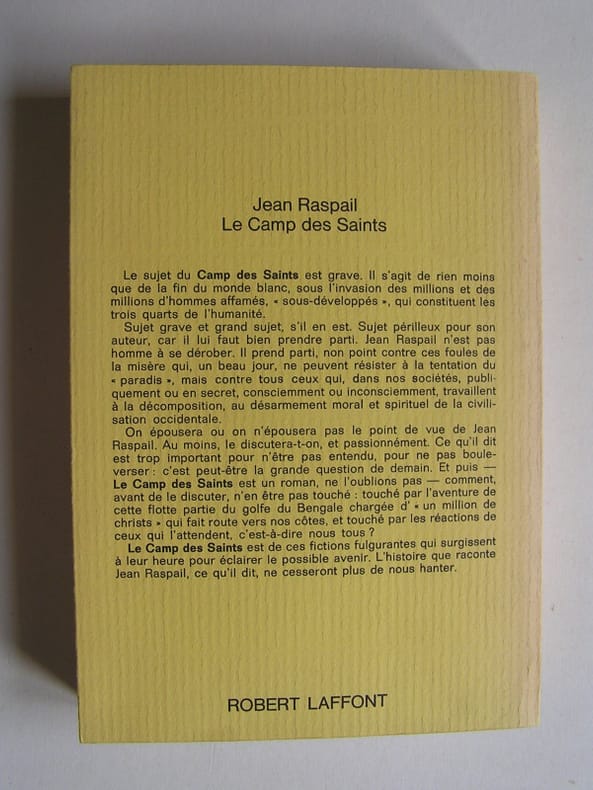 Jean Raspail
Le Camp des Saints
Le sujet du Camp des Saints est grave. Il s'agit de rien moins
que de la fin du monde blanc, sous l'invasion des millions et des
millions d'hommes affamés, « sous-développés », qui constituent les
trois quarts de l'humanité.
Sujet grave et grand sujet, s'il en est. Sujet périlleux pour son
auteur, car il lui faut bien prendre parti. Jean Raspail n'est pas
homme à se dérober. Il prend parti, non point contre ces foules de
la misère qui, un beau jour, ne peuvent résister à la tentation du
« paradis », mais contre tous ceux qui, dans nos sociétés, publi-
quement ou en secret, consciemment ou inconsciemment, travaillent
à la décomposition, au désarmement moral et spirituel de la civili-
sation occidentale.
On épousera ou on n'épousera pas le point de vue de Jean
Raspail. Au moins, le discutera-t-on, et passionnément. Ce qu'il dit
est trop important pour n'être pas entendu, pour ne pas boule-
verser : c'est peut-être la grande question de demain. Et puis —
Le Camp des Saints est un roman, ne l'oublions pas — comment,
avant de le discuter, n'en être pas touché : touché par l'aventure de
cette flotte partie du golfe du Bengale chargée d' « un million de
christs » qui fait route vers nos côtes, et touché par les réactions de
ceux qui l'attendent, c'est-à-dire nous tous ?
Le Camp des Saints est de ces fictions fulgurantes qui surgissent
à leur heure pour éclairer le possible avenir. L'histoire que raconte
Jean Raspail, ce qu'il dit, ne cesseront plus de nous hanter.
ROBERT LAFFONT